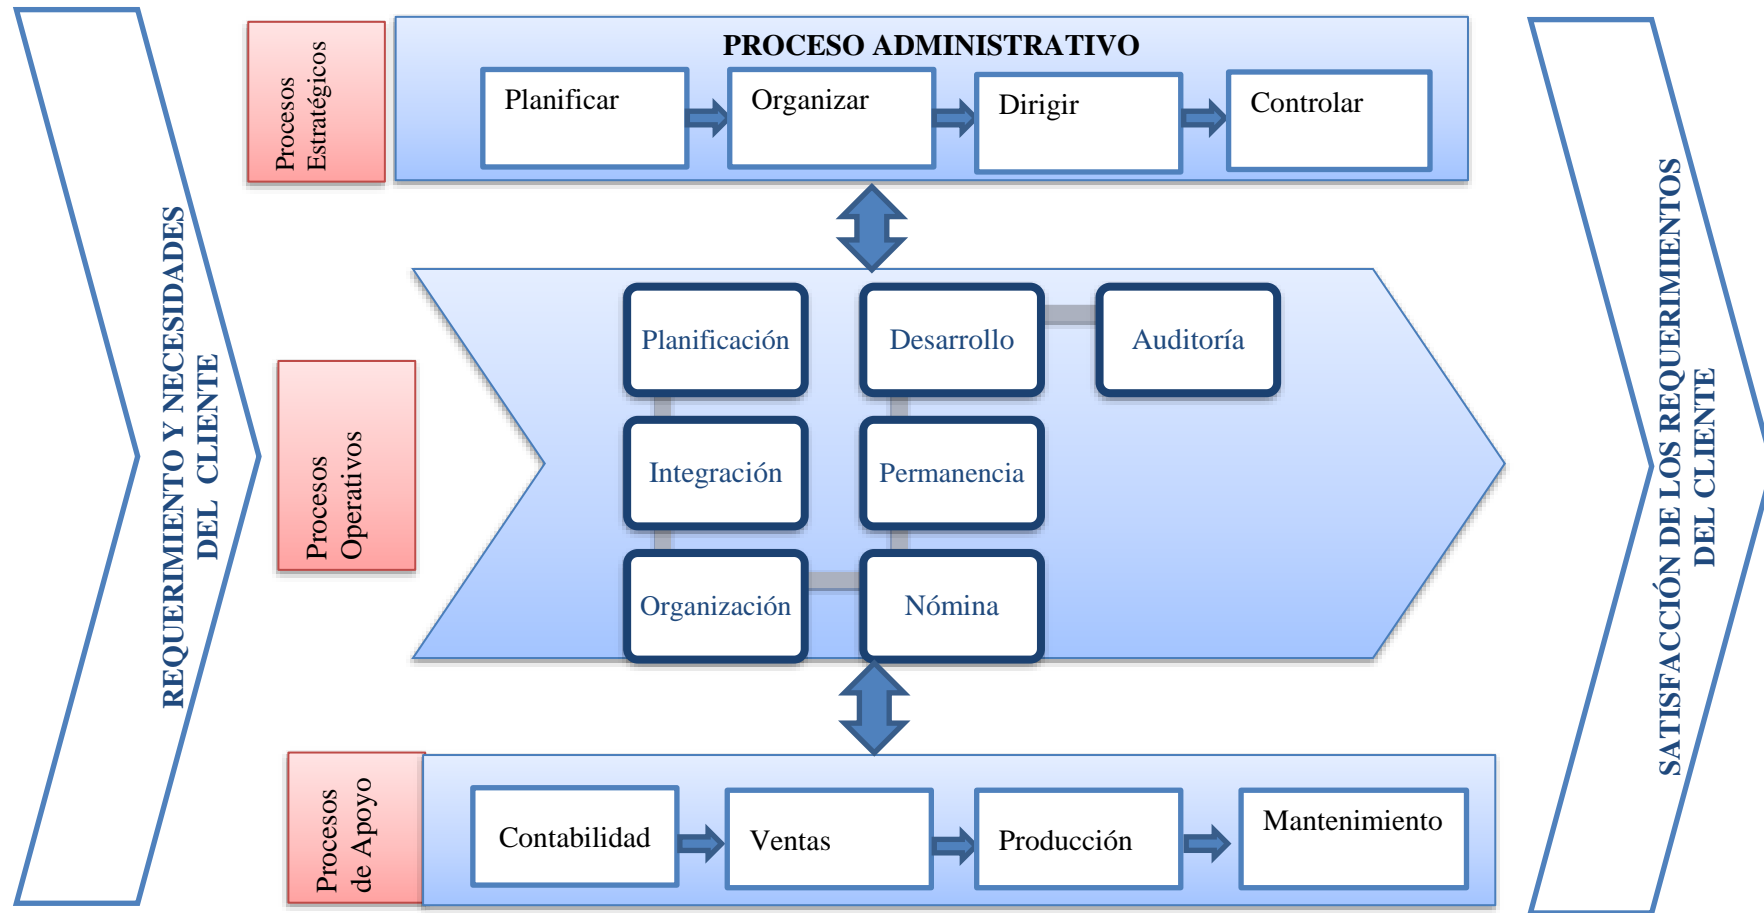 REQUERIMIENTO Y NECESIDADES
DEL CLIENTE
Procesos
Estratégicos
PROCESO ADMINISTRATIVO
Planificar
Organizar
Dirigir
Controlar
Procesos
Operativos
Planificación
Integración
Organización
Nómina
Permanencia
Desarrollo
Auditoría
Procesos
de Apoyo
Contabilidad
Ventas
Producción
Mantenimiento
SATISFACCIÓN DE LOS REQUERIMIENTOS
DEL CLIENTE